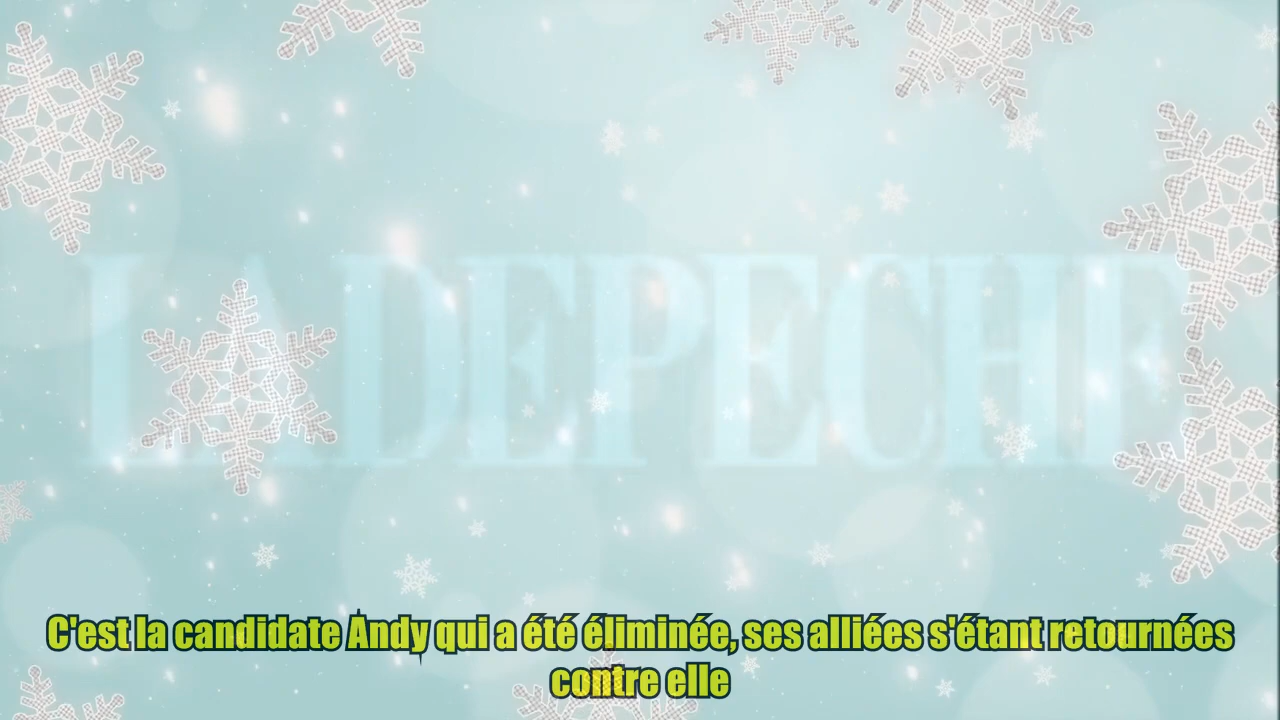 LA DEPECHE
C'est la candidate Andy qui a été éliminée, ses alliées s'étant retournées
contre elle